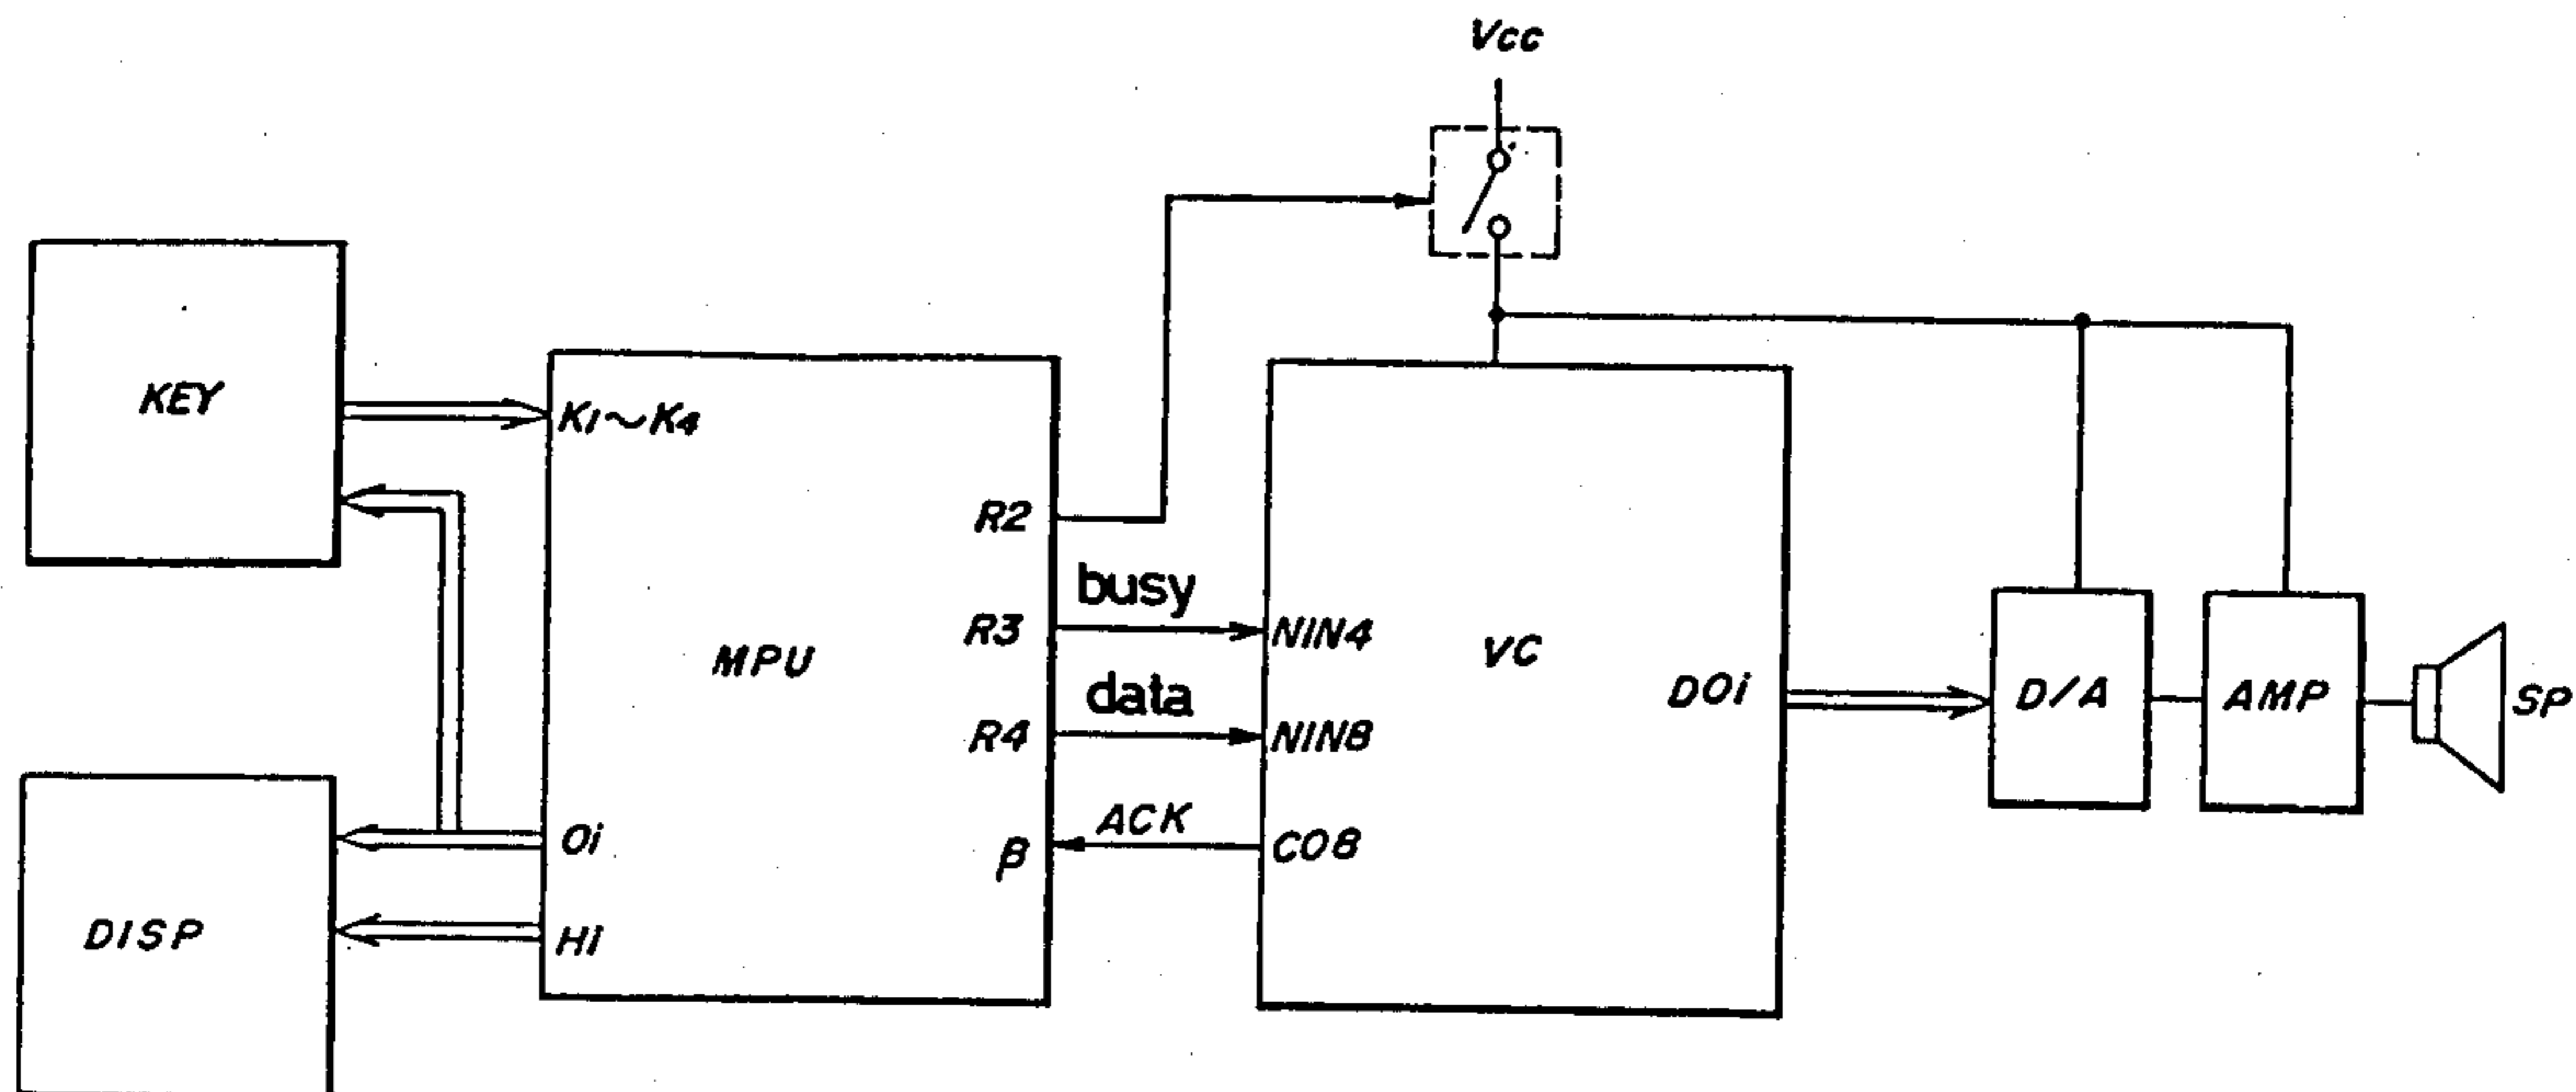 Vcc
KEY
K1~K4
R2
busy
R3
NIN4
MPU
VC
data
DOi
D/A
AMP
SP
R4
NIN8
ACK
Oi
β
CO8
DISP
Hi